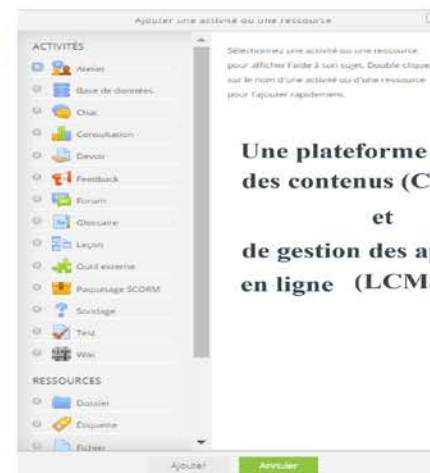 Ajouter une activité ou une ressource
ACTIVITÉS
Atelier
Base de données
Chat
Consultation
Devoir
Feedback
Forum
Glossaire
Leçon
Outil externe
Paquetage SCORM
Sondage
Test
Wiki
RESSOURCES
Dossier
Étiquette
Fichier
Sélectionnez une activité ou une ressource
pour afficher l'aide à son sujet. Double-clique
sur le nom d'une activité ou d'une ressource
pour l'ajouter rapidement.
Une plateforme
des contenus (C
et
de gestion des a
en ligne (LCM
Ajouter
Annuler